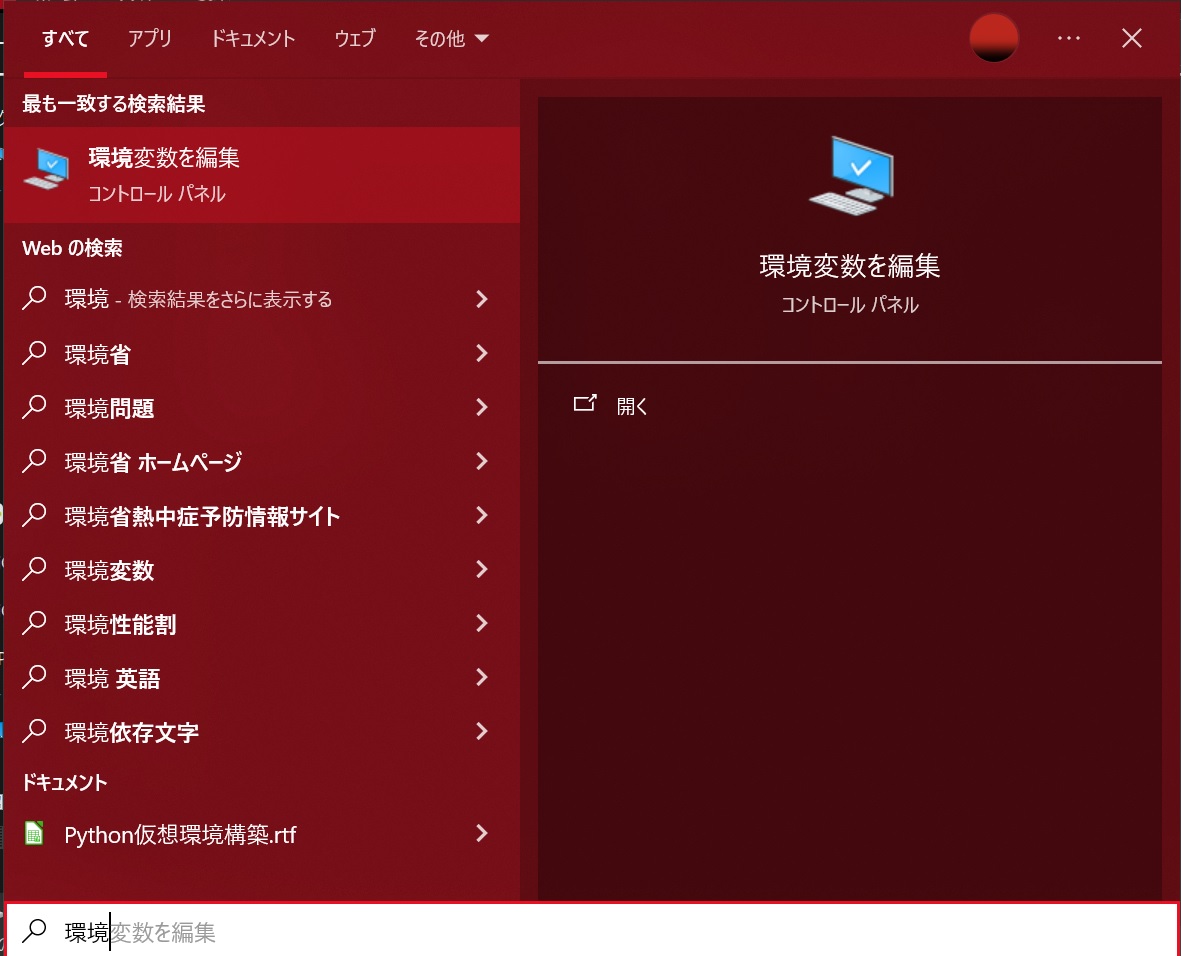 すべて アプリ ドキュメント ウェブ その他
最も一致する検索結果
環境変数を編集
コントロール パネル
Web の検索
環境 - 検索結果をさらに表示する
環境省
環境問題
環境省 ホームページ
環境省熱中症予防情報サイト
環境変数
環境性能割
環境 英語
環境依存文字
ドキュメント
Python仮想環境構築.rtf
環境変数を編集
コントロール パネル
開く
環境変数を編集